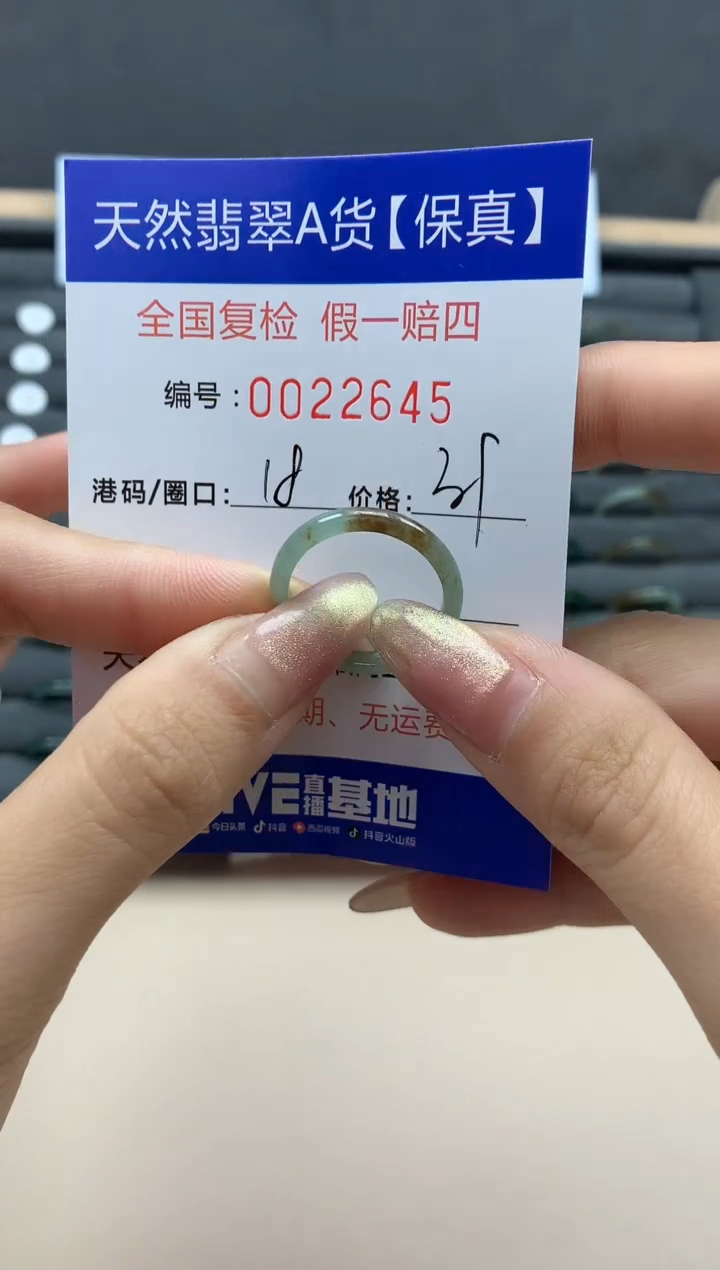 天然翡翠A货【保真】
全国复检 假一赔四
编号:0022645
港码/圈口: 18 价格:
期、无运费
直播基地
今日头条 抖音 西瓜视频 抖音火山版